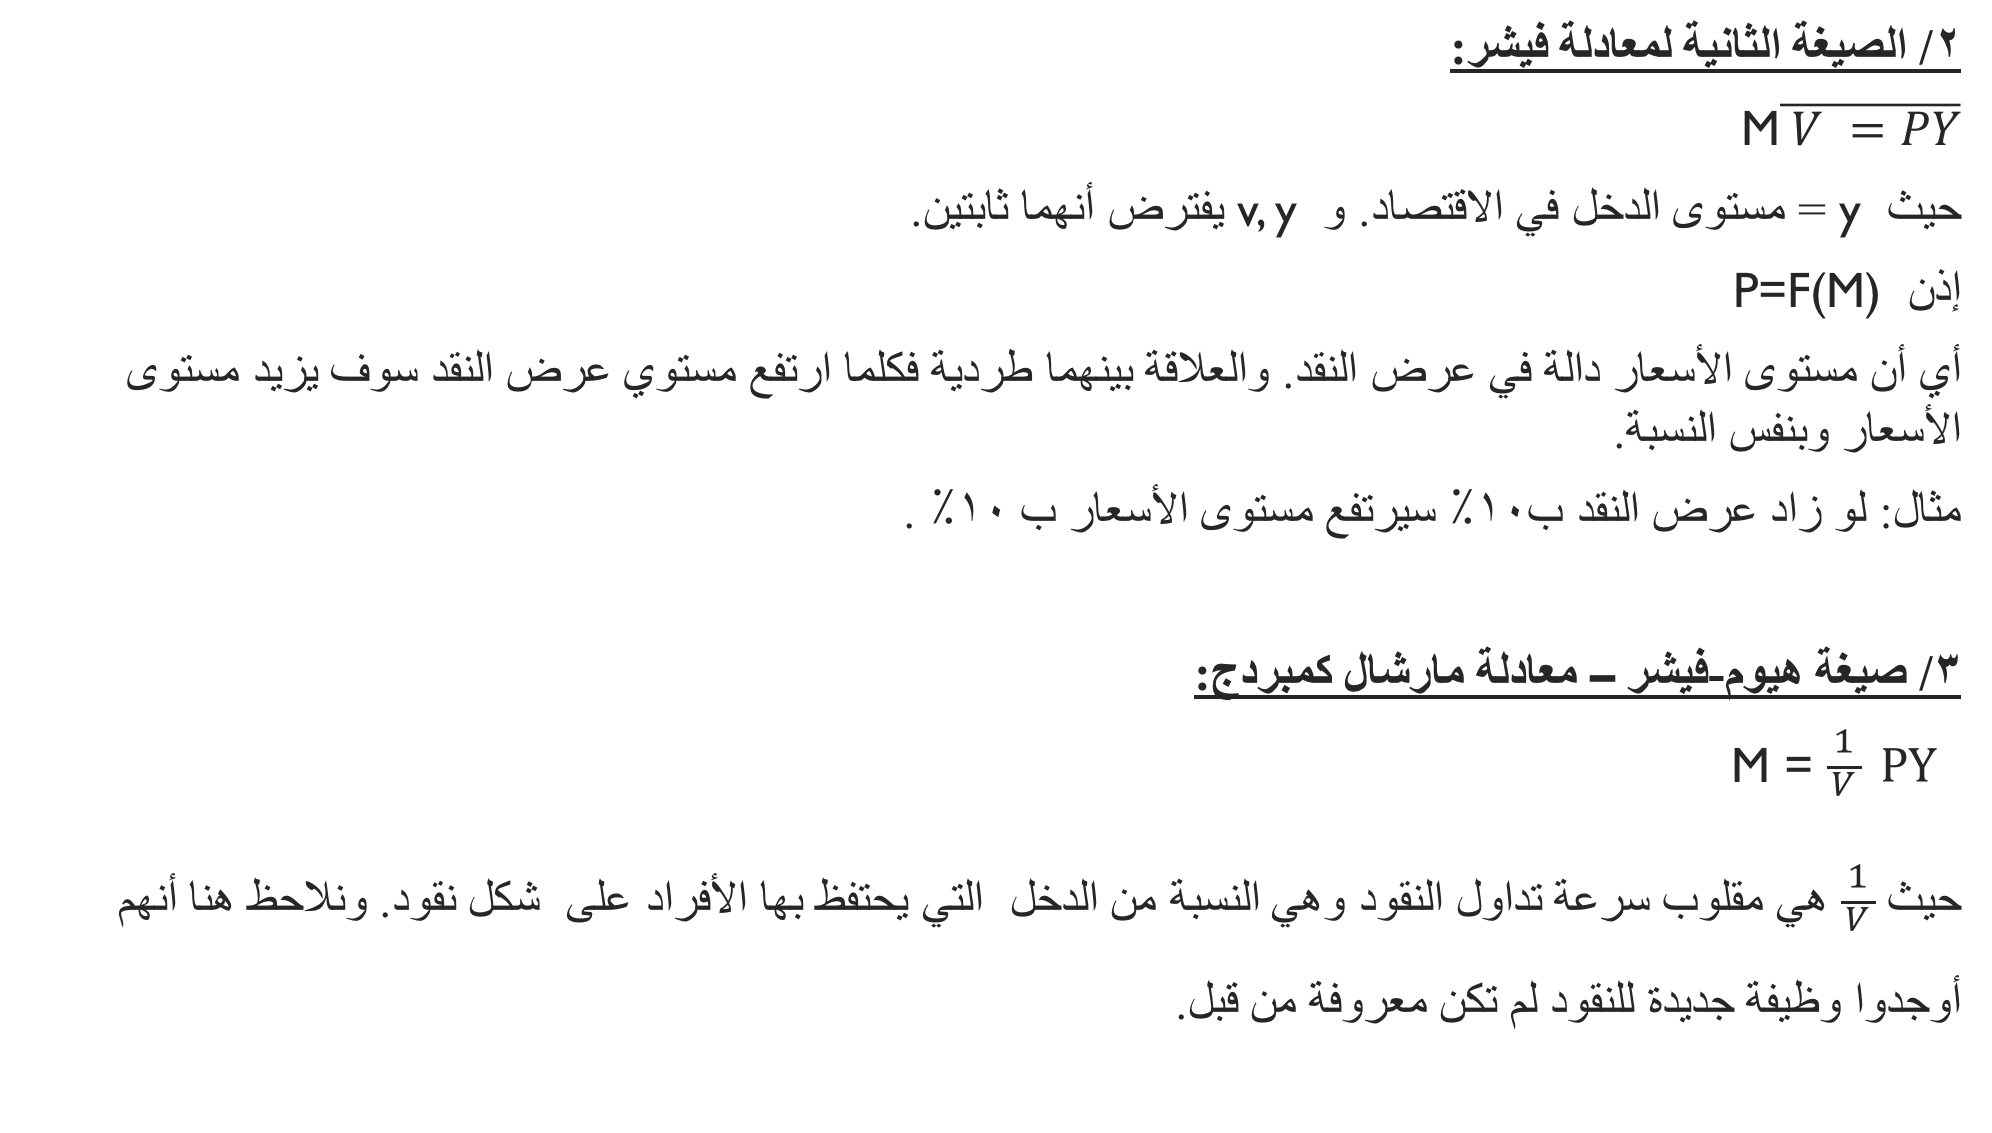 ٢/ الصيغة الثانية لمعادلة فيشر:
M\overline{V = PY}
حيث y = مستوى الدخل في الاقتصاد. و v, y يفترض أنهما ثابتتين.
إذن P=F(M)
أي أن مستوى الأسعار دالة في عرض النقد. والعلاقة بينهما طردية فكلما ارتفع مستوي عرض النقد سوف يزيد مستوى
الأسعار وبنفس النسبة.
مثال: لو زاد عرض النقد ب١٠٪ سيرتفع مستوى الأسعار ب ١٠٪ .
٣/ صيغة هيوم-فيشر – معادلة مارشال كمبردج:
M = \frac{1}{V} PY
حيث \frac{1}{V} هي مقلوب سرعة تداول النقود وهي النسبة من الدخل التي يحتفظ بها الأفراد على شكل نقود. ونلاحظ هنا أنهم
أوجدوا وظيفة جديدة للنقود لم تكن معروفة من قبل.